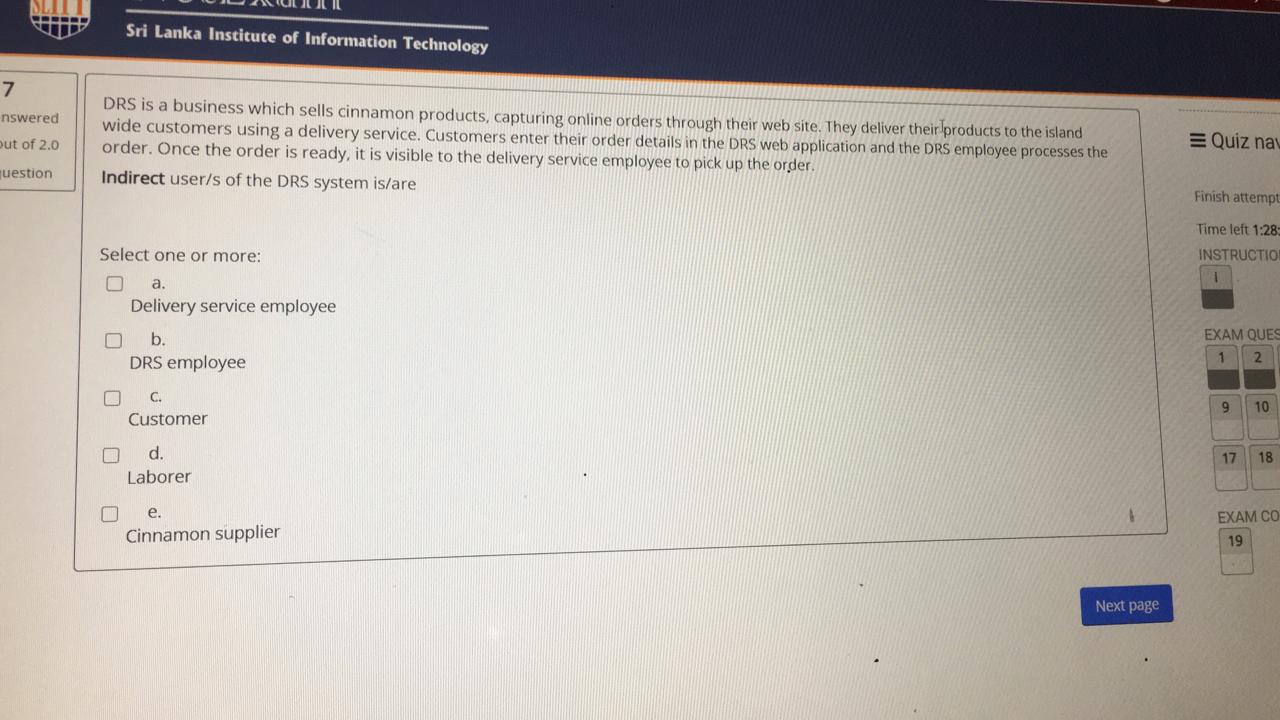 SLIIT
Sri Lanka Institute of Information Technology
7
nswered
out of 2.0
uestion
DRS is a business which sells cinnamon products, capturing online orders through their web site. They deliver their products to the island
wide customers using a delivery service. Customers enter their order details in the DRS web application and the DRS employee processes the
order. Once the order is ready, it is visible to the delivery service employee to pick up the order.
Indirect user/s of the DRS system is/are
Select one or more:
a.
Delivery service employee
b.
DRS employee
c.
Customer
d.
Laborer
e.
Cinnamon supplier
Next page
Quiz nav
Finish attempt
Time left 1:28:
INSTRUCTIO
i
EXAM QUES
1 2
9 10
17 18
EXAM CO
19